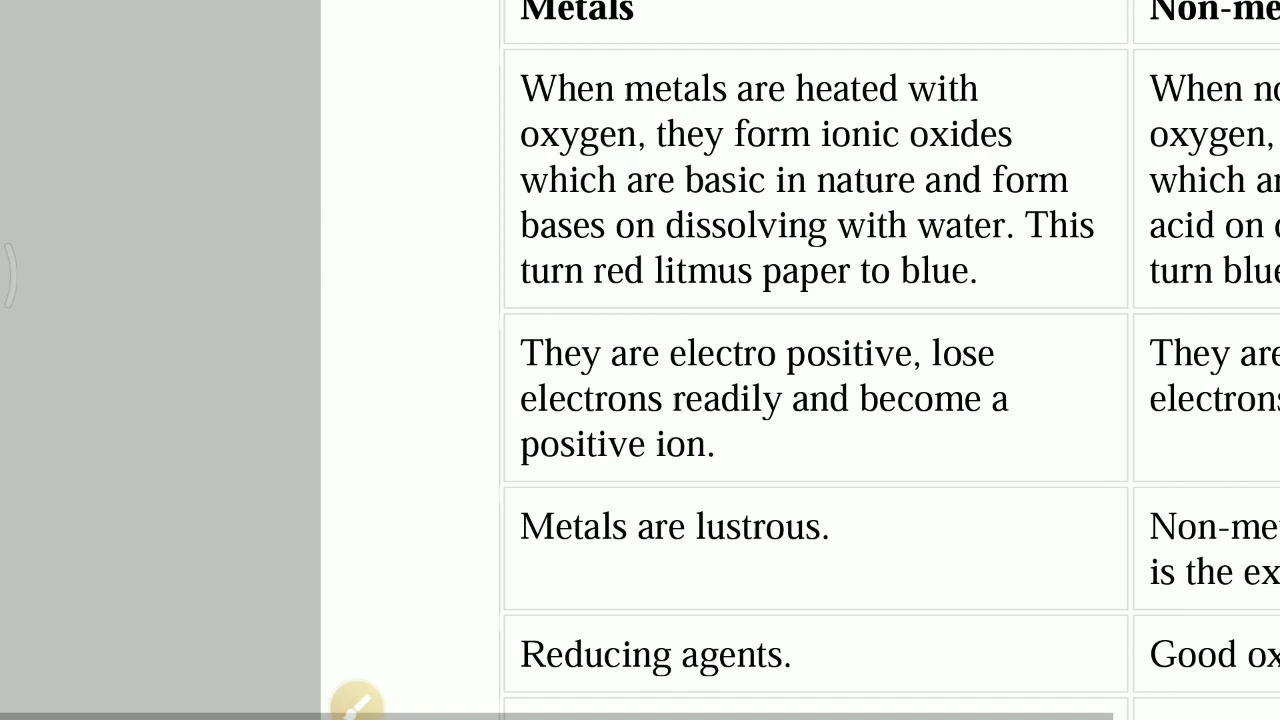 Metals
When metals are heated with
oxygen, they form ionic oxides
which are basic in nature and form
bases on dissolving with water. This
turn red litmus paper to blue.
They are electro positive, lose
electrons readily and become a
positive ion.
Metals are lustrous.
Reducing agents.
Non-me
When no
oxygen,
which ar
acid on
turn blue
They are
electrons
Non-met
is the ex
Good ox